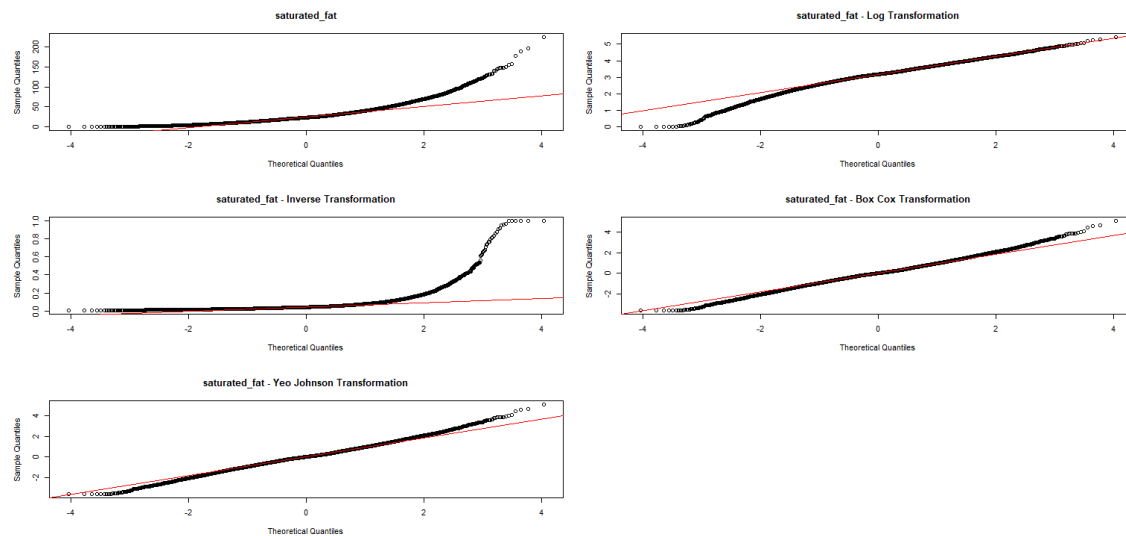 saturated_fat
Sample Quantiles
0 50 100 150 200
-4 -2 0 2 4
Theoretical Quantiles
saturated_fat - Log Transformation
Sample Quantiles
0 1 2 3 4 5
-4 -2 0 2 4
Theoretical Quantiles
saturated_fat - Inverse Transformation
Sample Quantiles
0.0 0.2 0.4 0.6 0.8 1.0
-4 -2 0 2 4
Theoretical Quantiles
saturated_fat - Box Cox Transformation
Sample Quantiles
-2 0 2 4
-4 -2 0 2 4
Theoretical Quantiles
saturated_fat - Yeo Johnson Transformation
Sample Quantiles
-2 0 2 4
-4 -2 0 2 4
Theoretical Quantiles